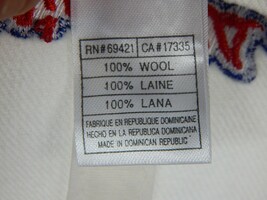 RN#69421 CA#17335
100% WOOL
100% LAINE
100% LANA
FABRIQUE EN REPUBLIQUE DOMINICAINE
HECHO EN LA REPUBLICA DOMINICANA
MADE IN DOMINICAN REPUBLIC